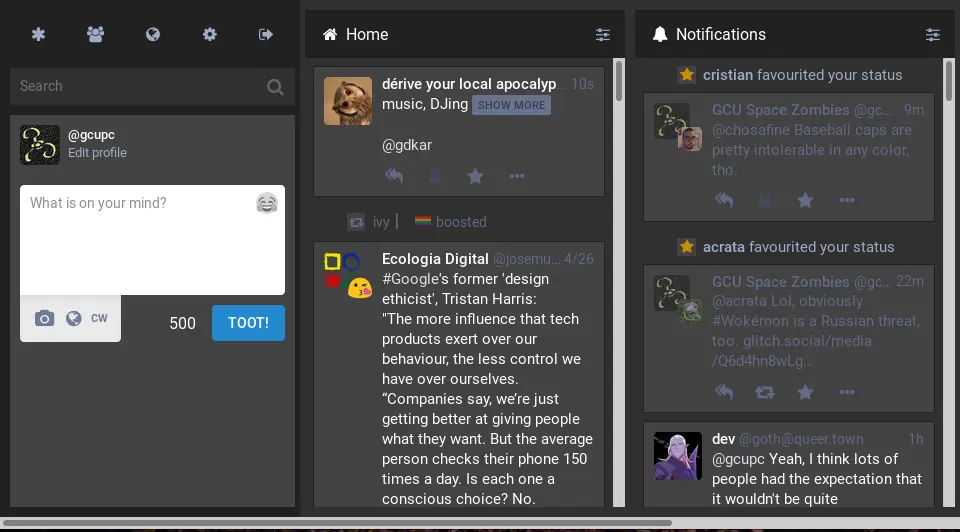 Search
@gcupc
Edit profile
What is on your mind?
CW
500
TOOT!
Home
dérive your local apocalyp... 10s
music, DJing SHOW MORE
@gdkar
ivy | boosted
Ecologia Digital @josemu... 4/26
#Google's former 'design
ethicist', Tristan Harris:
"The more influence that tech
products exert over our
behaviour, the less control we
have over ourselves.
“Companies say, we’re just
getting better at giving people
what they want. But the average
person checks their phone 150
times a day. Is each one a
conscious choice? No.
Notifications
cristian favourited your status
GCU Space Zombies @gc... 9m
@chosafine Baseball caps are
pretty intolerable in any color,
tho.
acrata favourited your status
GCU Space Zombies @gc... 22m
@acrata Lol, obviously
#Wokémon is a Russian threat,
too. glitch.social/media
/Q6d4hn8wLg...
dev @goth@queer.town 1h
@gcupc Yeah, I think lots of
people had the expectation that
it wouldn't be quite